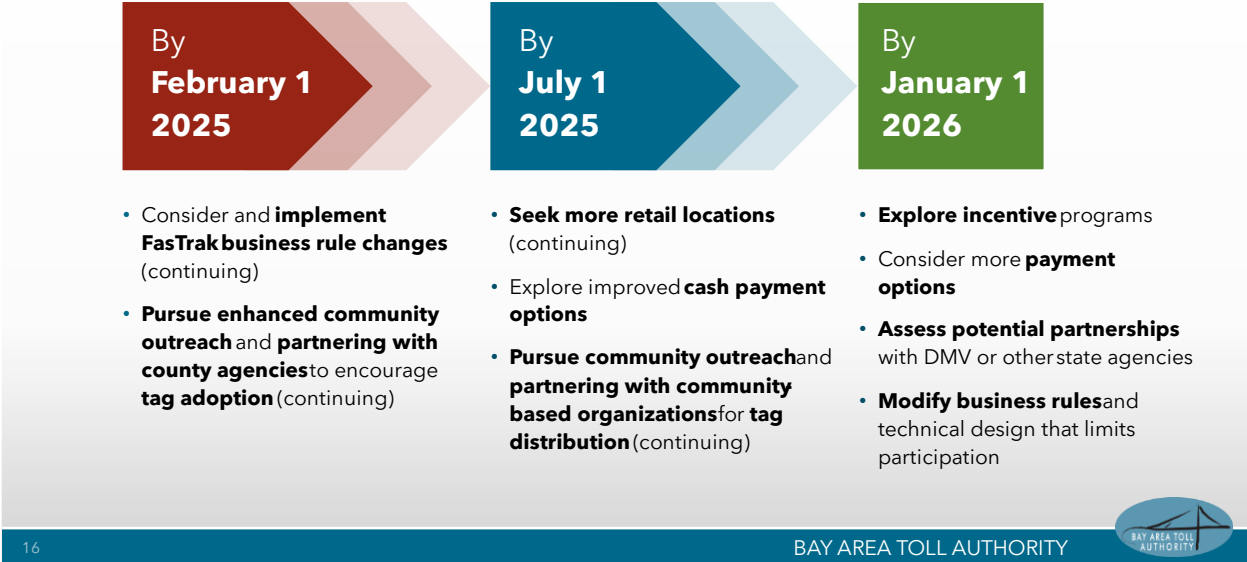 By
February 1
2025
By
July 1
2025
By
January 1
2026
• Consider and implement
FasTrak business rule changes
(continuing)
• Pursue enhanced community
outreach and partnering with
county agencies to encourage
tag adoption (continuing)
• Seek more retail locations
(continuing)
• Explore improved cash payment
options
• Pursue community outreach and
partnering with community-
based organizations for tag
distribution (continuing)
• Explore incentive programs
• Consider more payment
options
• Assess potential partnerships
with DMV or other state agencies
• Modify business rules and
technical design that limits
participation
16
BAY AREA TOLL AUTHORITY
BAY AREA TOLL
AUTHORITY